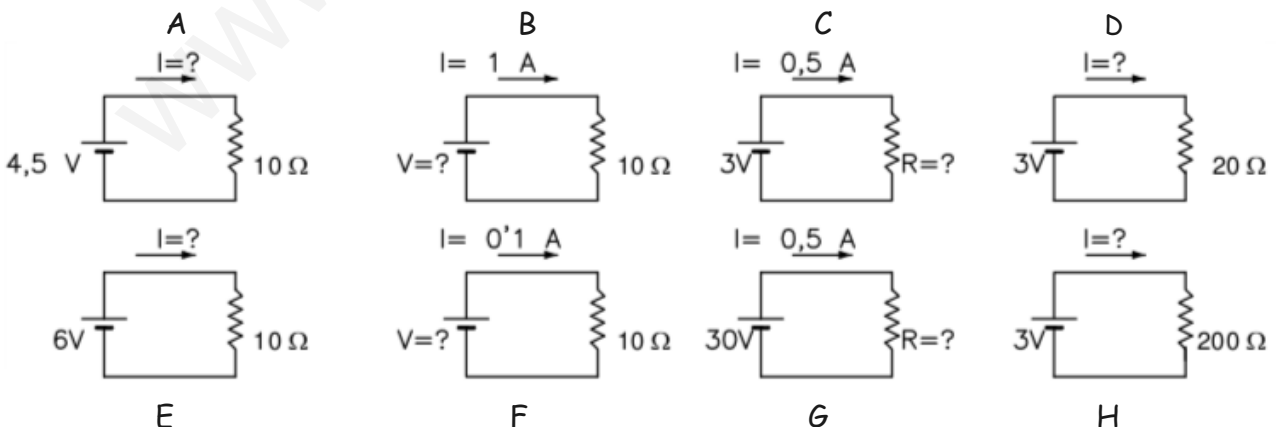 A B C D
I=? I= 1 A I= 0,5 A I=?
4,5 V 10 Ω V=? 10 Ω 3V R=? 3V 20 Ω
I=? I= 0'1 A I= 0,5 A I=?
6V 10 Ω V=? 10 Ω 30V R=? 3V 200 Ω
E F G H